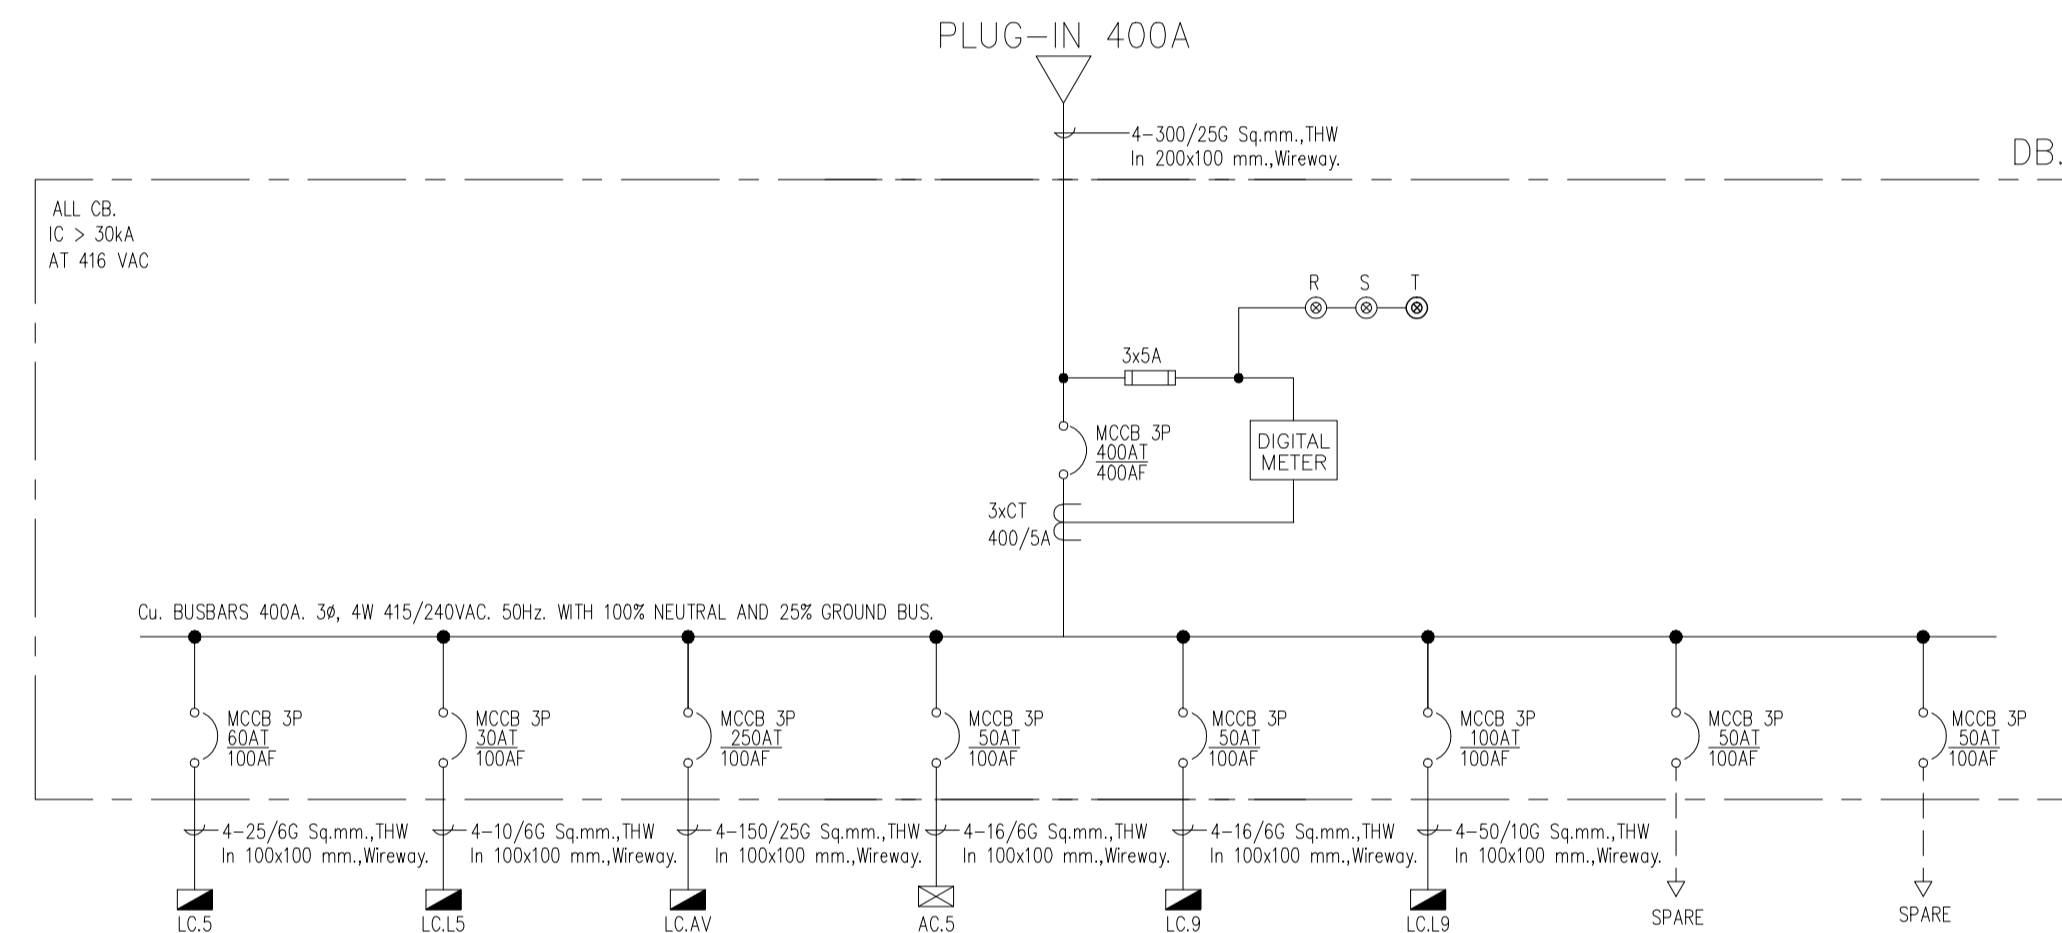 PLUG-IN 400A
4-300/25G Sq.mm.,THW
In 200x100 mm.,Wireway.
DB.
ALL CB.
IC > 30kA
AT 416 VAC
R S T
3x5A
MCCB 3P
400AT
400AF
DIGITAL
METER
3xCT
400/5A
Cu. BUSBARS 400A. 3ø, 4W 415/240VAC. 50Hz. WITH 100% NEUTRAL AND 25% GROUND BUS.
MCCB 3P
60AT
100AF
MCCB 3P
30AT
100AF
MCCB 3P
250AT
100AF
MCCB 3P
50AT
100AF
MCCB 3P
50AT
100AF
MCCB 3P
100AT
100AF
MCCB 3P
50AT
100AF
MCCB 3P
50AT
100AF
4-25/6G Sq.mm.,THW
In 100x100 mm.,Wireway.
4-10/6G Sq.mm.,THW
In 100x100 mm.,Wireway.
4-150/25G Sq.mm.,THW
In 100x100 mm.,Wireway.
4-16/6G Sq.mm.,THW
In 100x100 mm.,Wireway.
4-16/6G Sq.mm.,THW
In 100x100 mm.,Wireway.
4-50/10G Sq.mm.,THW
In 100x100 mm.,Wireway.
LC.5
LC.L5
LC.AV
AC.5
LC.9
LC.L9
SPARE
SPARE